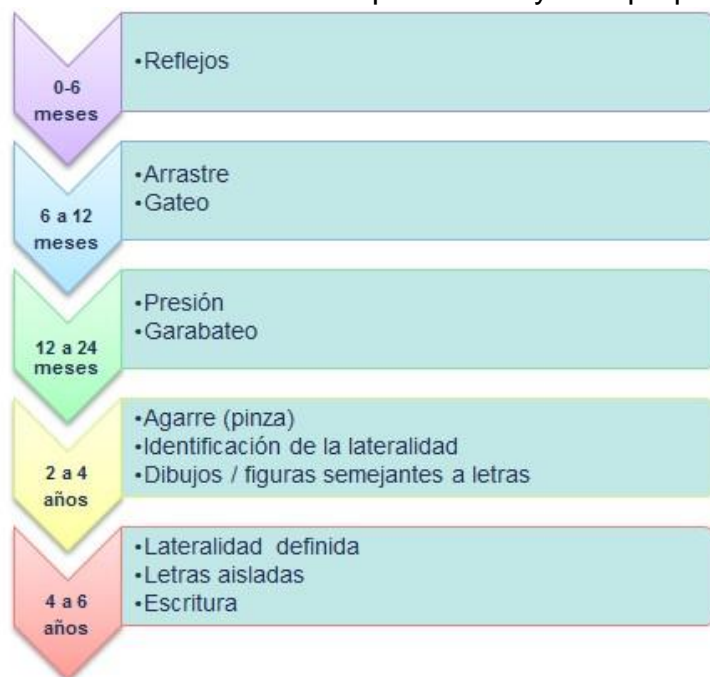 0-6
meses
•Reflejos
6 a 12
meses
•Arrastre
•Gateo
12 a 24
meses
•Presión
•Garabateo
2 a 4
años
•Agarre (pinza)
•Identificación de la lateralidad
•Dibujos / figuras semejantes a letras
4 a 6
años
•Lateralidad definida
•Letras aisladas
•Escritura